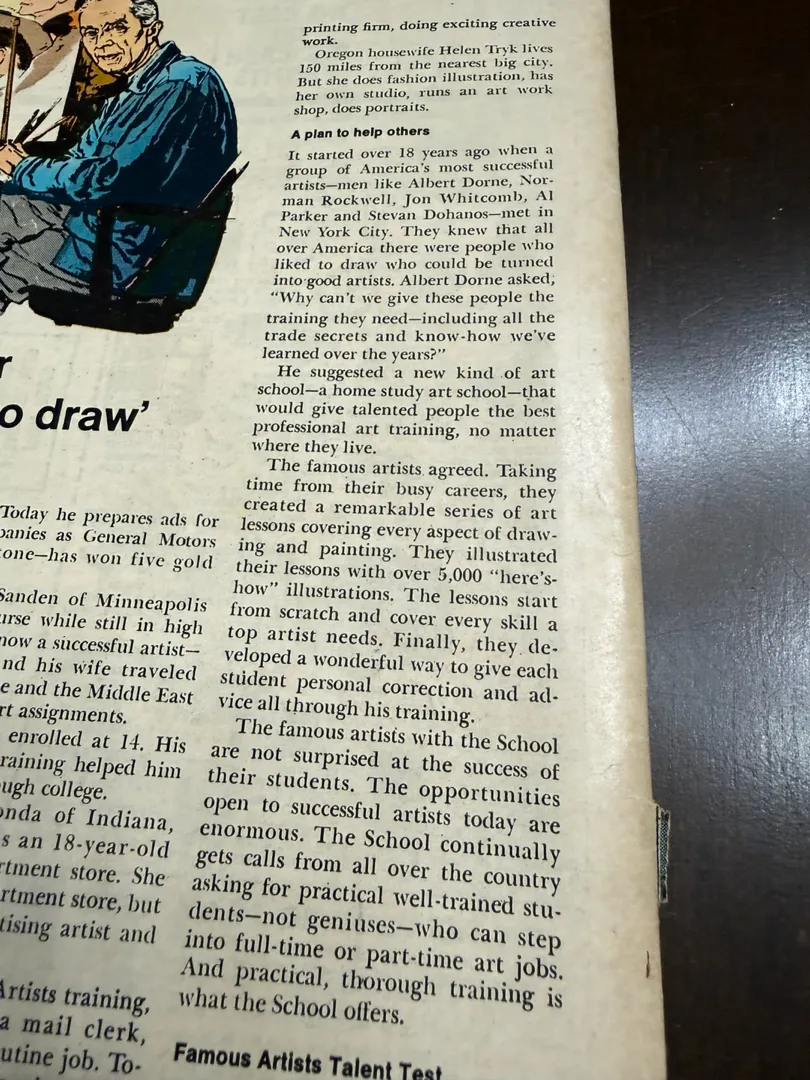 r
o draw'
Today he prepares ads for
panies as General Motors
one—has won five gold
Sanden of Minneapolis
urse while still in high
now a successful artist—
nd his wife traveled
e and the Middle East
rt assignments.
enrolled at 14. His
raining helped him
ugh college.
onda of Indiana,
s an 18-year-old
rtment store. She
rtment store, but
tising artist and
Artists training,
a mail clerk,
utine job. To-
printing firm, doing exciting creative
work.
Oregon housewife Helen Tryk lives
150 miles from the nearest big city.
But she does fashion illustration, has
her own studio, runs an art work
shop, does portraits.
A plan to help others
It started over 18 years ago when a
group of America's most successful
artists—men like Albert Dorne, Nor-
man Rockwell, Jon Whitcomb, Al
Parker and Stevan Dohanos—met in
New York City. They knew that all
over America there were people who
liked to draw who could be turned
into good artists. Albert Dorne asked,
"Why can't we give these people the
training they need—including all the
trade secrets and know-how we've
learned over the years?"
He suggested a new kind of art
school—a home study art school—that
would give talented people the best
professional art training, no matter
where they live.
The famous artists agreed. Taking
time from their busy careers, they
created a remarkable series of art
lessons covering every aspect of draw-
ing and painting. They illustrated
their lessons with over 5,000 "here's-
how" illustrations. The lessons start
from scratch and cover every skill a
top artist needs. Finally, they de-
veloped a wonderful way to give each
student personal correction and ad-
vice all through his training.
The famous artists with the School
are not surprised at the success of
their students. The opportunities
open to successful artists today are
enormous. The School continually
gets calls from all over the country
asking for practical well-trained stu-
dents—not geniuses—who can step
into full-time or part-time art jobs.
And practical, thorough training is
what the School offers.
Famous Artists Talent Test